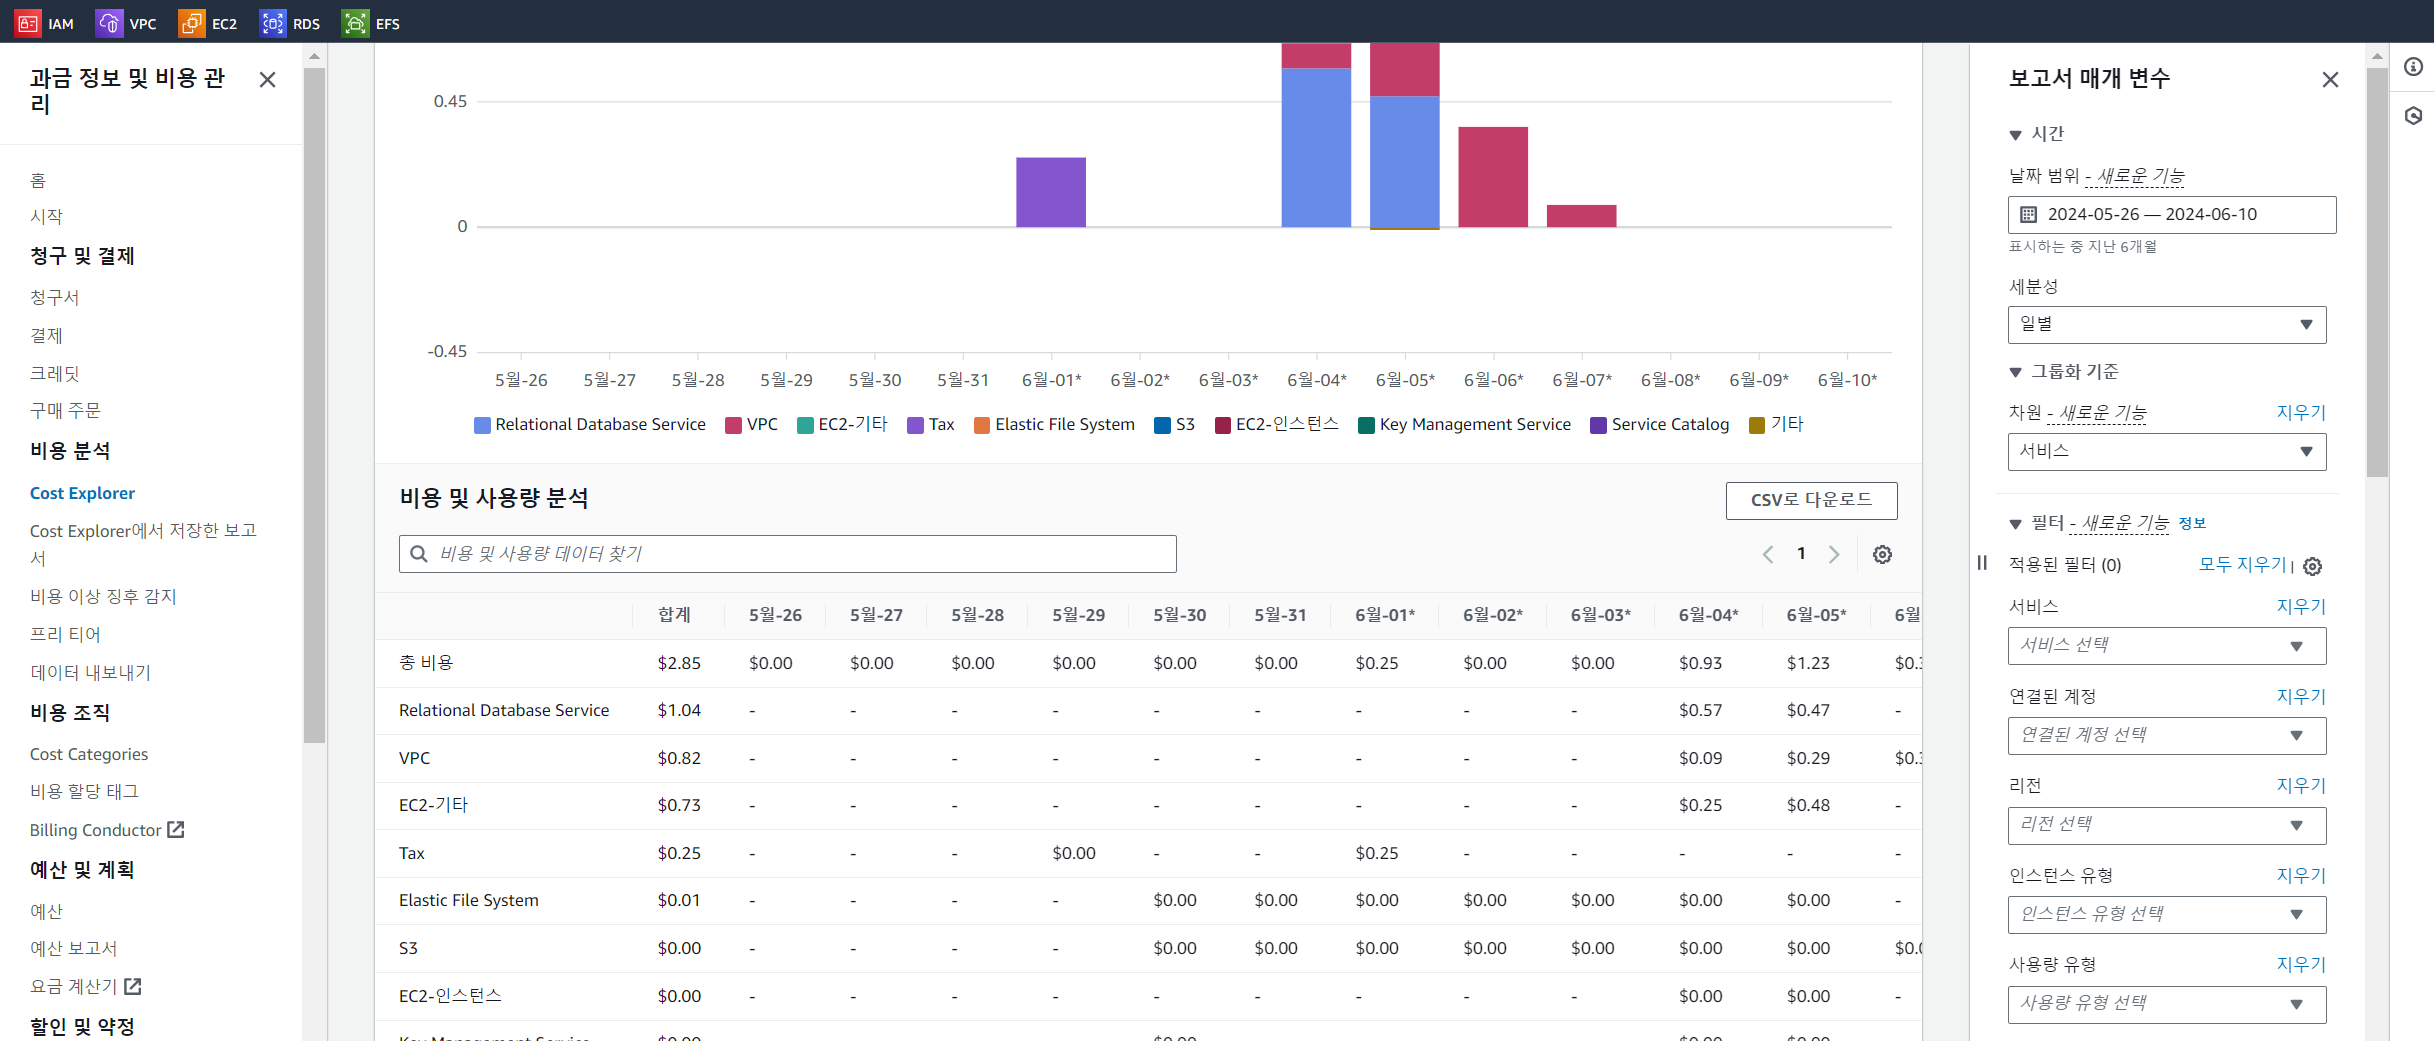 IAM VPC EC2 RDS EFS
과금 정보 및 비용 관
리
홈
시작
청구 및 결제
청구서
결제
크레딧
구매 주문
비용 분석
Cost Explorer
Cost Explorer에서 저장한 보고
서
비용 이상 징후 감지
프리 티어
데이터 내보내기
비용 조직
Cost Categories
비용 할당 태그
Billing Conductor
예산 및 계획
예산
예산 보고서
요금 계산기
할인 및 약정
0.45
0
-0.45
5월-26 5월-27 5월-28 5월-29 5월-30 5월-31 6월-01* 6월-02* 6월-03* 6월-04* 6월-05* 6월-06* 6월-07* 6월-08* 6월-09* 6월-10*
Relational Database Service VPC EC2-기타 Tax Elastic File System S3 EC2-인스턴스 Key Management Service Service Catalog 기타
비용 및 사용량 분석
CSV로 다운로드
비용 및 사용량 데이터 찾기
1
합계 5월-26 5월-27 5월-28 5월-29 5월-30 5월-31 6월-01* 6월-02* 6월-03* 6월-04* 6월-05* 6월
총 비용 $2.85 $0.00 $0.00 $0.00 $0.00 $0.00 $0.00 $0.25 $0.00 $0.00 $0.93 $1.23 $0.3
Relational Database Service $1.04 - - - - - - - - - $0.57 $0.47 -
VPC $0.82 - - - - - - - - - $0.09 $0.29 $0.3
EC2-기타 $0.73 - - - - - - - - - $0.25 $0.48 -
Tax $0.25 - - - $0.00 - - $0.25 - - - - -
Elastic File System $0.01 - - - - $0.00 $0.00 $0.00 $0.00 $0.00 $0.00 $0.00 -
S3 $0.00 - - - - $0.00 $0.00 $0.00 $0.00 $0.00 $0.00 $0.00 $0.0
EC2-인스턴스 $0.00 - - - - - - - - - $0.00 $0.00 -
Key Management Service $0.00 $0.00 $0.00 $0.00
보고서 매개 변수
시간
날짜 범위 - 새로운 기능
2024-05-26 — 2024-06-10
표시하는 중 지난 6개월
세분성
일별
그룹화 기준
차원 - 새로운 기능 지우기
서비스
필터 - 새로운 기능 정보
적용된 필터 (0) 모두 지우기 |
서비스 지우기
서비스 선택
연결된 계정 지우기
연결된 계정 선택
리전 지우기
리전 선택
인스턴스 유형 지우기
인스턴스 유형 선택
사용량 유형 지우기
사용량 유형 선택